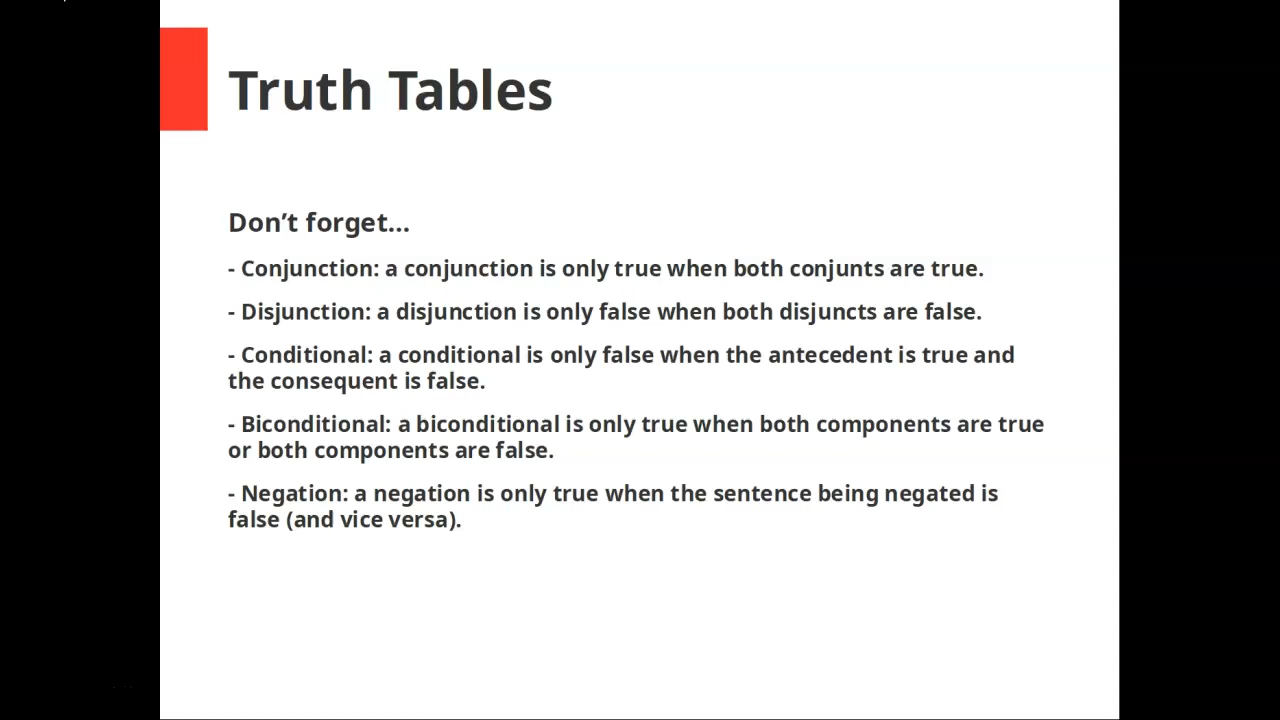 Truth Tables
Don’t forget...
- Conjunction: a conjunction is only true when both conjunts are true.
- Disjunction: a disjunction is only false when both disjuncts are false.
- Conditional: a conditional is only false when the antecedent is true and
the consequent is false.
- Biconditional: a biconditional is only true when both components are true
or both components are false.
- Negation: a negation is only true when the sentence being negated is
false (and vice versa).